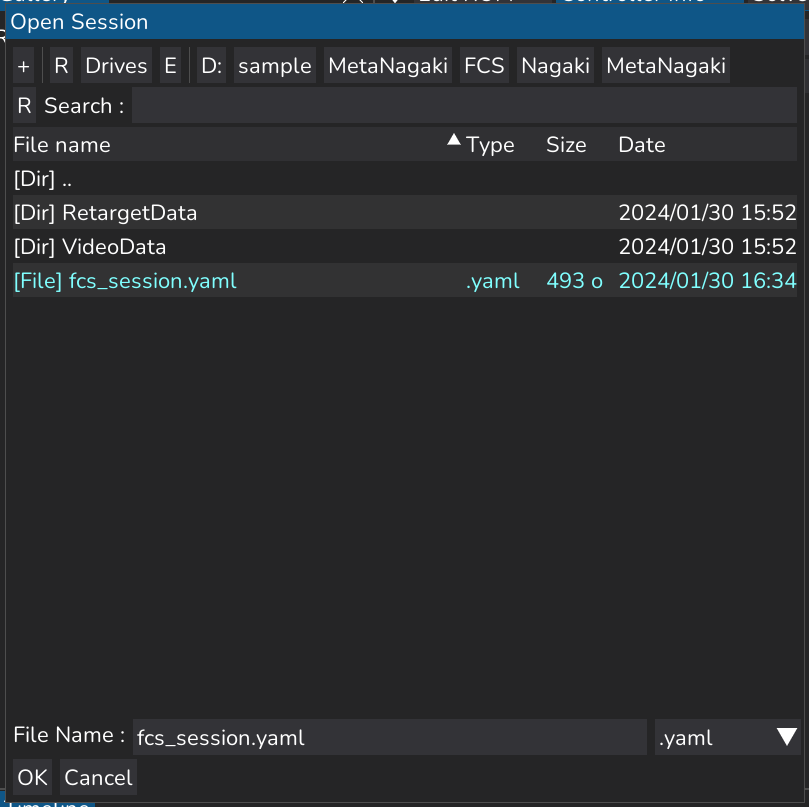 Open Session
+ R Drives E D: sample MetaNagaki FCS Nagaki MetaNagaki
R Search :
File name Type Size Date
[Dir] ..
[Dir] RetargetData 2024/01/30 15:52
[Dir] VideoData 2024/01/30 15:52
[File] fcs_session.yaml .yaml 493 o 2024/01/30 16:34
File Name : fcs_session.yaml .yaml
OK Cancel